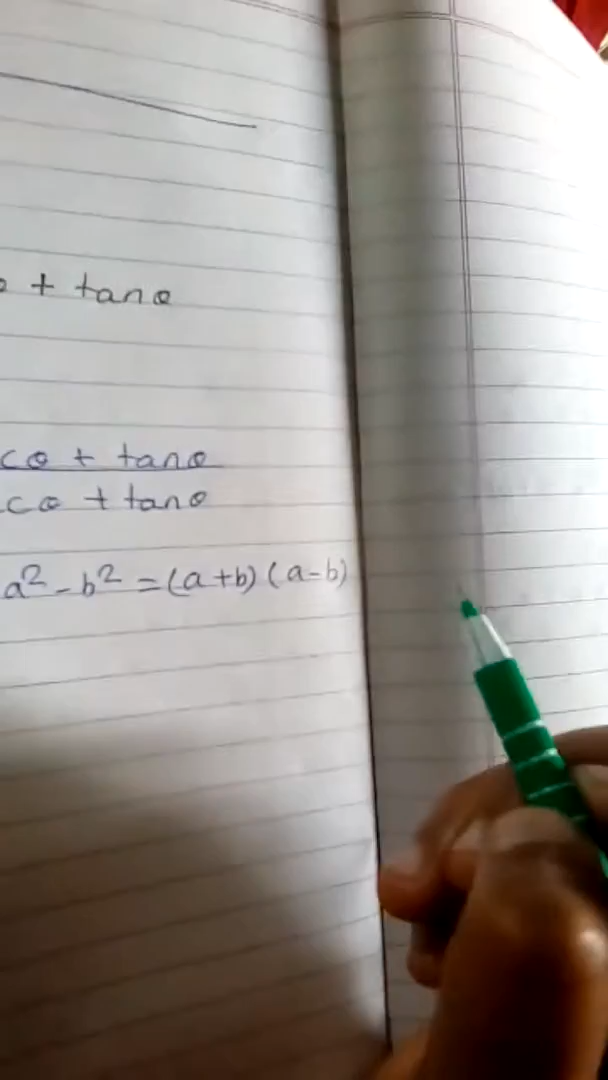 + tanθ
cθ + tanθ
cθ + tanθ
a² - b² = (a+b) (a-b)